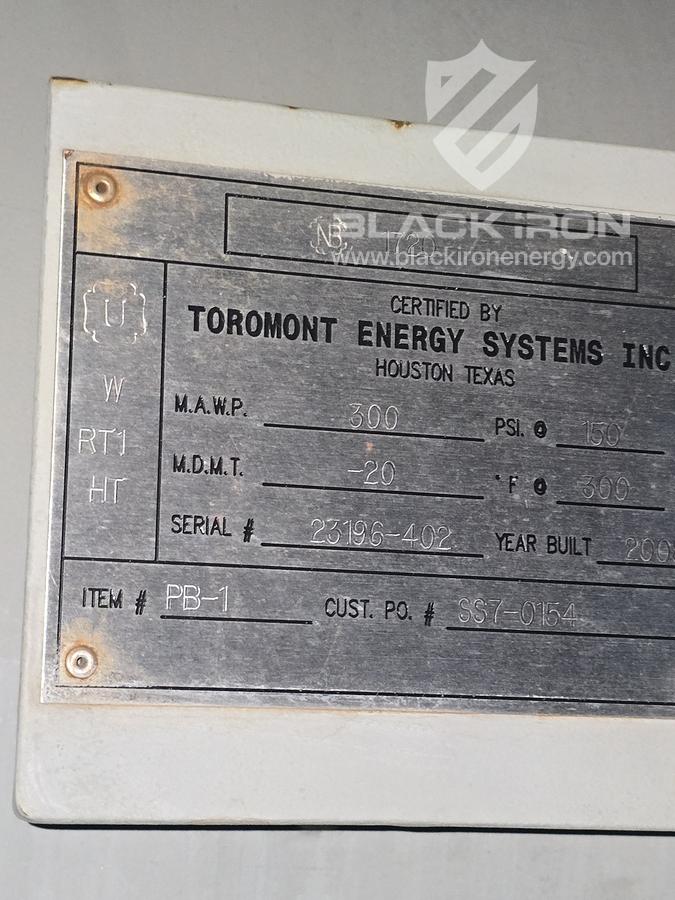 BLACK IRON
NB
www.blackironenergy.com
CERTIFIED BY
U
TOROMONT ENERGY SYSTEMS INC
HOUSTON TEXAS
W
M.A.W.P. 300 PSI. @ 150
RT1
M.D.M.T. -20 °F @ 300
HT
SERIAL # 23196-402 YEAR BUILT
ITEM # PB-1 CUST. PO. # SS7-0154